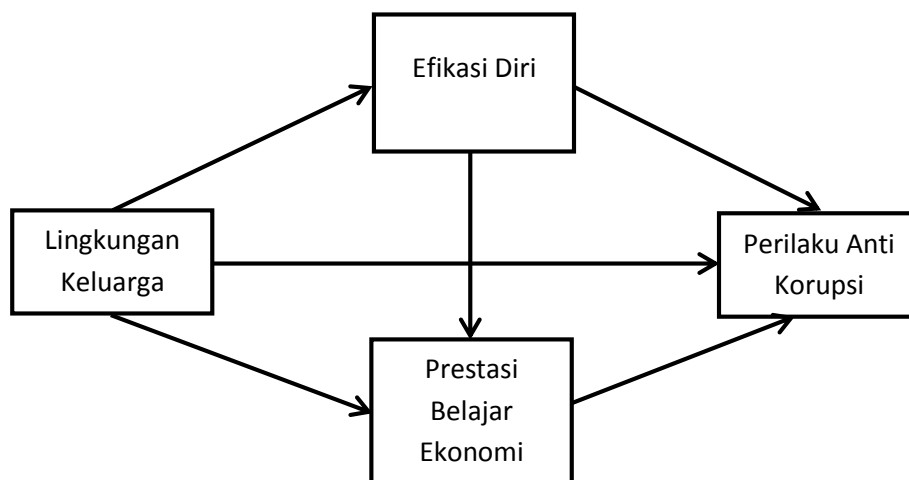 Efikasi Diri
Lingkungan
Keluarga
Perilaku Anti
Korupsi
Prestasi
Belajar
Ekonomi